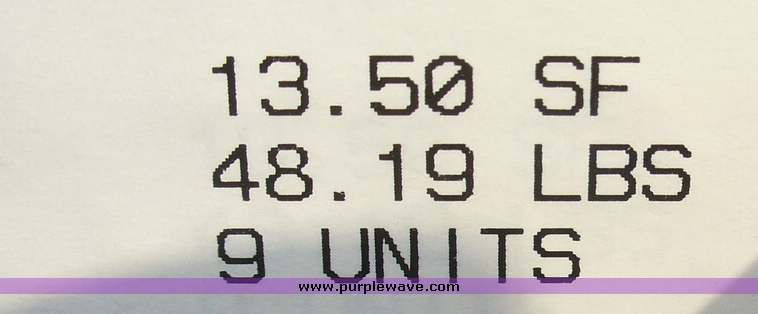 13.50 SF
48.19 LBS
9 UNITS
www.purplewave.com